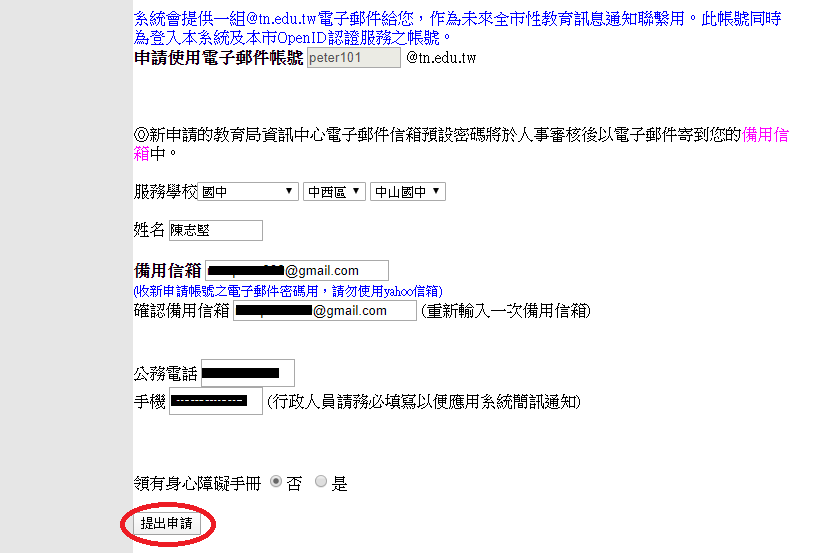 系統會提供一組@tn.edu.tw電子郵件給您，作為未來全市性教育訊息通知聯繫用。此帳號同時
為登入本系統及本市OpenID認證服務之帳號。
申請使用電子郵件帳號 peter101 @tn.edu.tw
◎新申請的教育局資訊中心電子郵件信箱預設密碼將於人事審核後以電子郵件寄到您的備用信
箱中。
服務學校 國中 中西區 中山國中
姓名 陳志堅
備用信箱 @gmail.com
(收新申請帳號之電子郵件密碼用，請勿使用yahoo信箱)
確認備用信箱 @gmail.com (重新輸入一次備用信箱)
公務電話
手機 (行政人員請務必填寫以便應用系統簡訊通知)
領有身心障礙手冊 否 是
提出申請